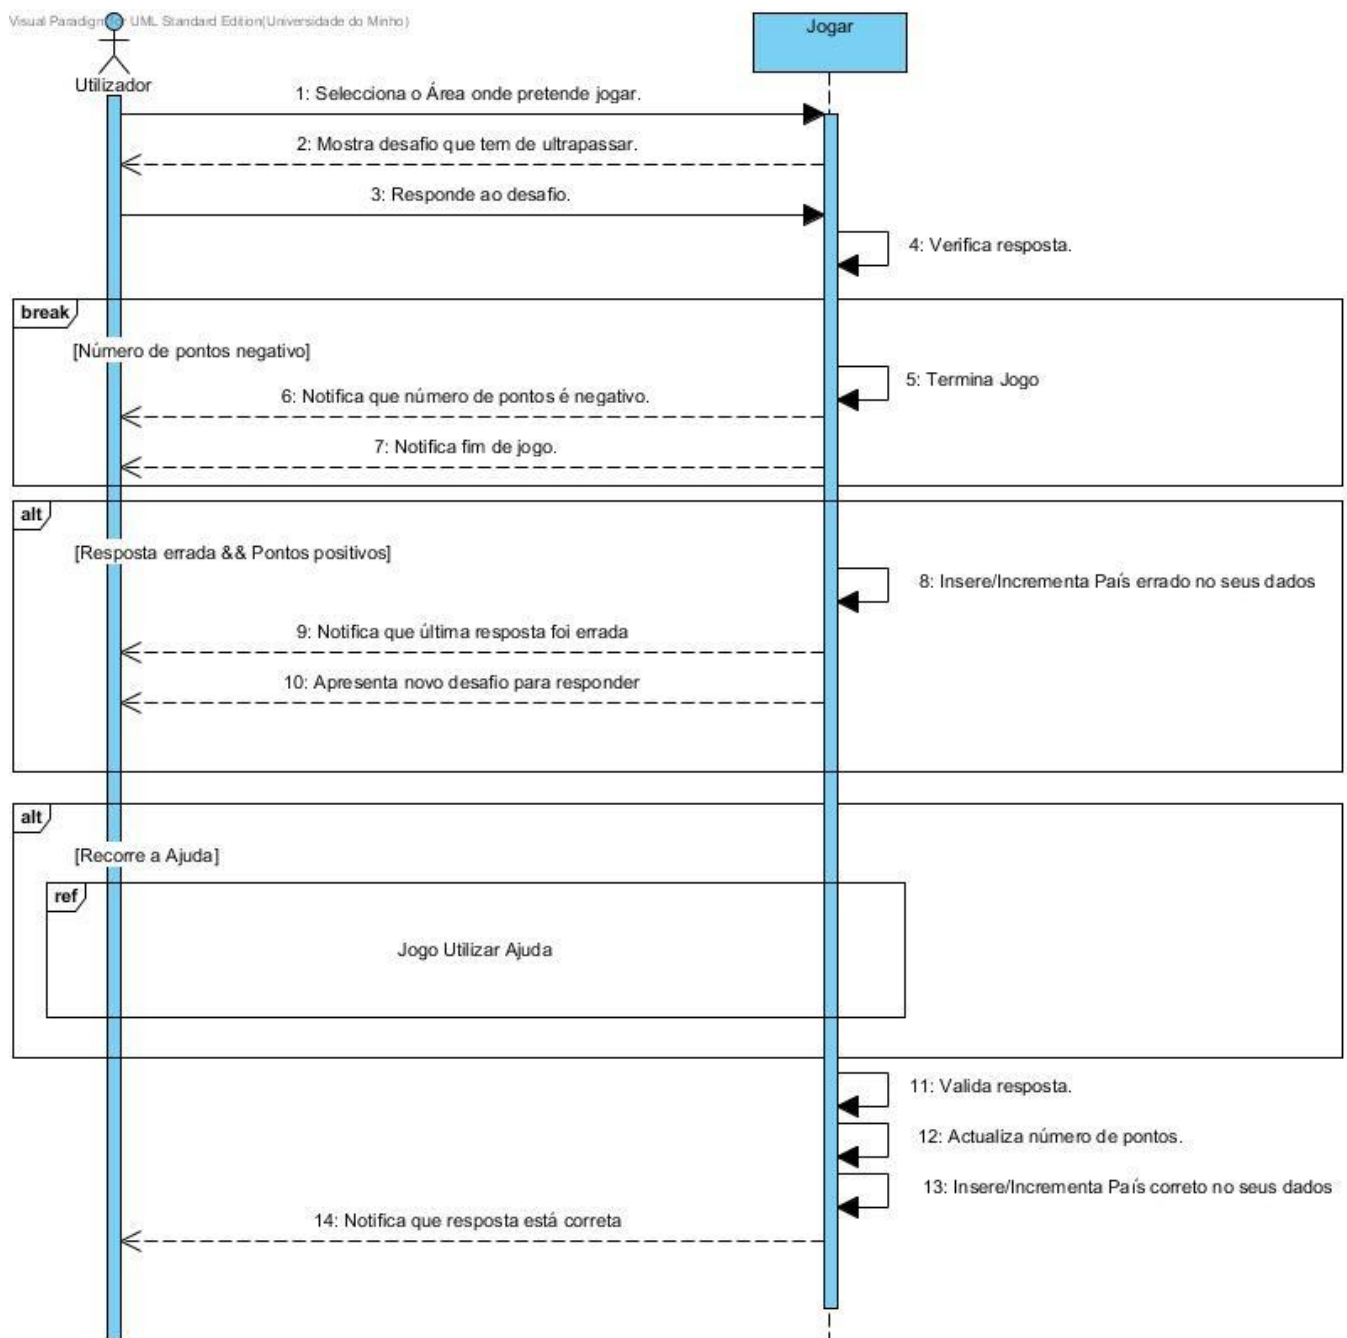 Visual Paradigm for UML Standard Edition(Universidade do Minho)
Jogar
Utilizador
1: Selecciona o Área onde pretende jogar.
2: Mostra desafio que tem de ultrapassar.
3: Responde ao desafio.
4: Verifica resposta.
break
[Número de pontos negativo]
5: Termina Jogo
6: Notifica que número de pontos é negativo.
7: Notifica fim de jogo.
alt
[Resposta errada && Pontos positivos]
8: Insere/Incrementa País errado no seus dados
9: Notifica que última resposta foi errada
10: Apresenta novo desafio para responder
alt
[Recorre a Ajuda]
ref
Jogo Utilizar Ajuda
11: Valida resposta.
12: Actualiza número de pontos.
13: Insere/Incrementa País correto no seus dados
14: Notifica que resposta está correta